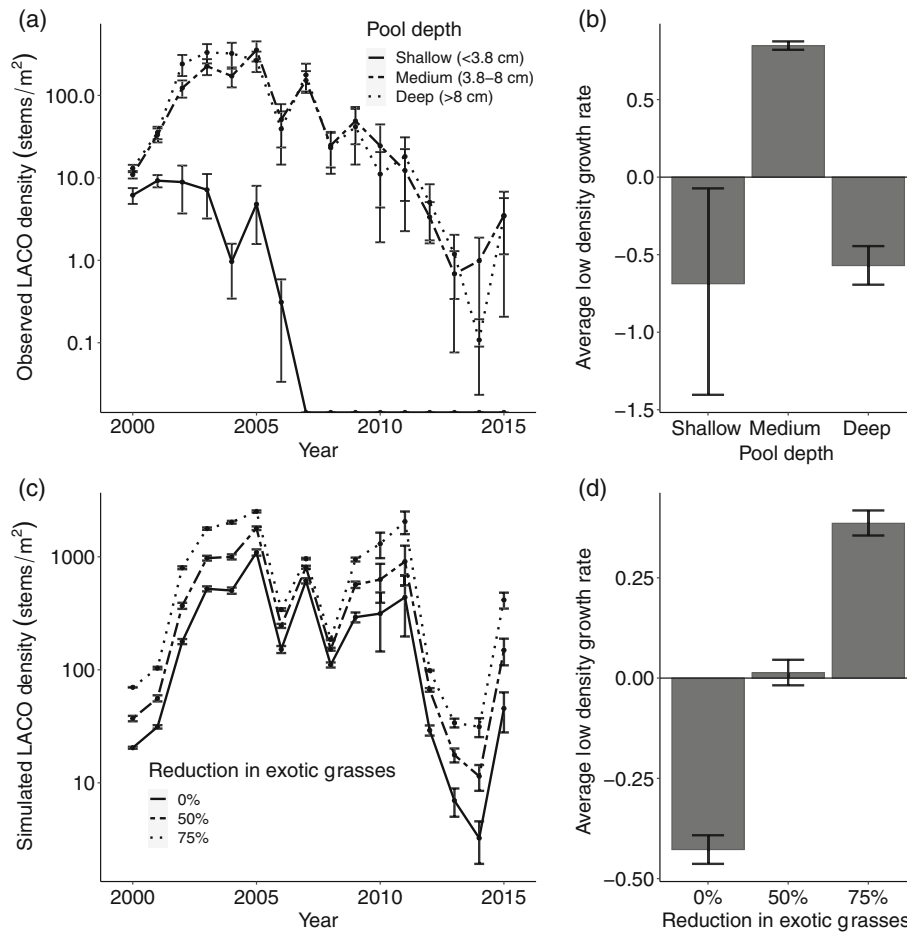 (a)
Observed LACO density (stems/m²)
100.0
10.0
1.0
0.1
Pool depth
Shallow (<3.8 cm)
Medium (3.8–8 cm)
Deep (>8 cm)
2000
2005
2010
2015
Year
(b)
Average low density growth rate
0.5
0.0
−0.5
−1.0
−1.5
Shallow
Medium
Deep
Pool depth
(c)
Simulated LACO density (stems/m²)
1000
100
10
Reduction in exotic grasses
0%
50%
75%
2000
2005
2010
2015
Year
(d)
Average low density growth rate
0.25
0.00
−0.25
−0.50
0%
50%
75%
Reduction in exotic grasses